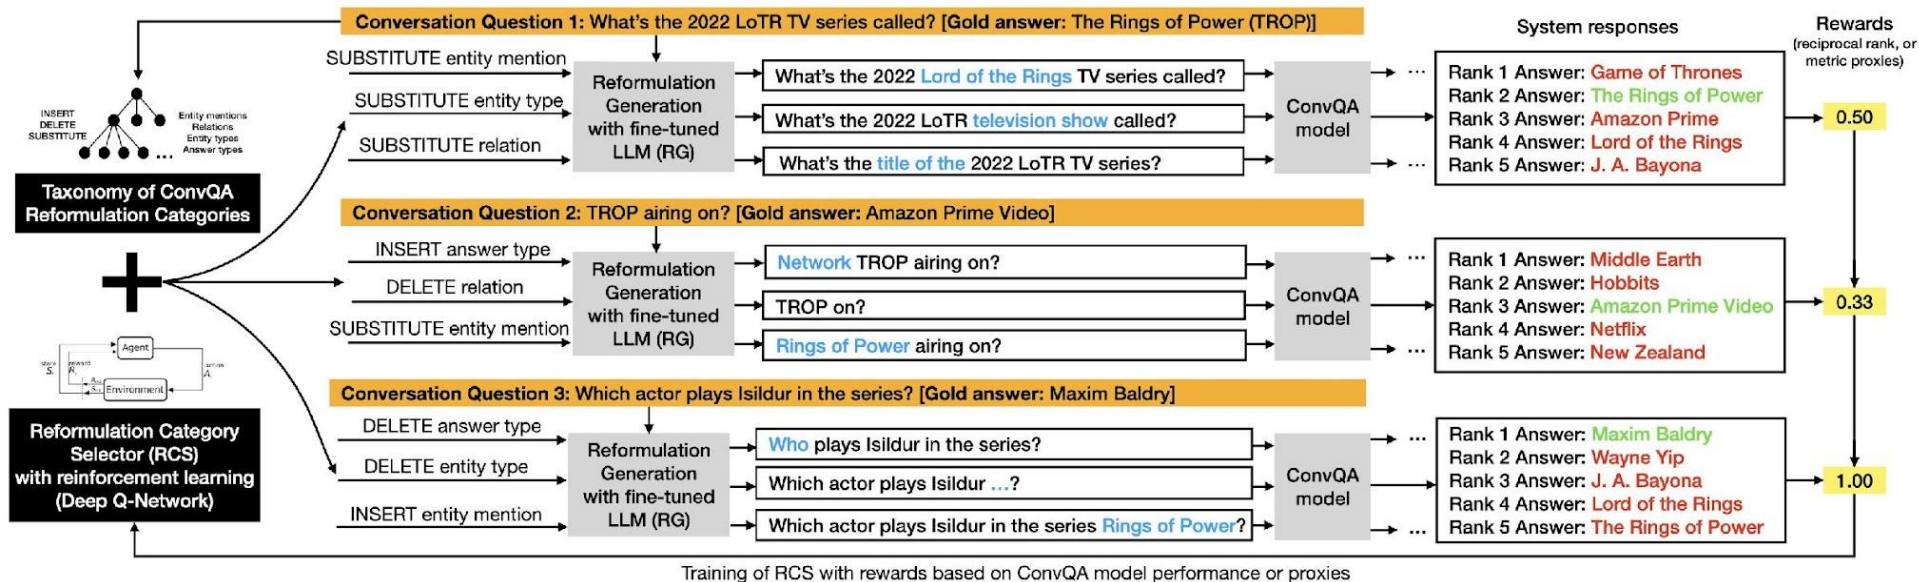 Conversation Question 1: What's the 2022 LoTR TV series called? [Gold answer: The Rings of Power (TROP)]
System responses
Rewards
(reciprocal rank, or
metric proxies)
SUBSTITUTE entity mention
SUBSTITUTE entity type
SUBSTITUTE relation
Reformulation
Generation
with fine-tuned
LLM (RG)
What's the 2022 Lord of the Rings TV series called?
What's the 2022 LoTR television show called?
What's the title of the 2022 LoTR TV series?
ConvQA
model
...
...
Rank 1 Answer: Game of Thrones
Rank 2 Answer: The Rings of Power
Rank 3 Answer: Amazon Prime
Rank 4 Answer: Lord of the Rings
Rank 5 Answer: J. A. Bayona
0.50
INSERT
DELETE
SUBSTITUTE
Entity mentions
Relations
Entity types
Answer types
...
Taxonomy of ConvQA
Reformulation Categories
Conversation Question 2: TROP airing on? [Gold answer: Amazon Prime Video]
INSERT answer type
DELETE relation
SUBSTITUTE entity mention
Reformulation
Generation
with fine-tuned
LLM (RG)
Network TROP airing on?
TROP on?
Rings of Power airing on?
ConvQA
model
...
...
Rank 1 Answer: Middle Earth
Rank 2 Answer: Hobbits
Rank 3 Answer: Amazon Prime Video
Rank 4 Answer: Netflix
Rank 5 Answer: New Zealand
0.33
Agent
Environment
reward
Reformulation Category
Selector (RCS)
with reinforcement learning
(Deep Q-Network)
Conversation Question 3: Which actor plays Isildur in the series? [Gold answer: Maxim Baldry]
DELETE answer type
DELETE entity type
INSERT entity mention
Reformulation
Generation
with fine-tuned
LLM (RG)
Who plays Isildur in the series?
Which actor plays Isildur ...?
Which actor plays Isildur in the series Rings of Power?
ConvQA
model
...
...
Rank 1 Answer: Maxim Baldry
Rank 2 Answer: Wayne Yip
Rank 3 Answer: J. A. Bayona
Rank 4 Answer: Lord of the Rings
Rank 5 Answer: The Rings of Power
1.00
Training of RCS with rewards based on ConvQA model performance or proxies